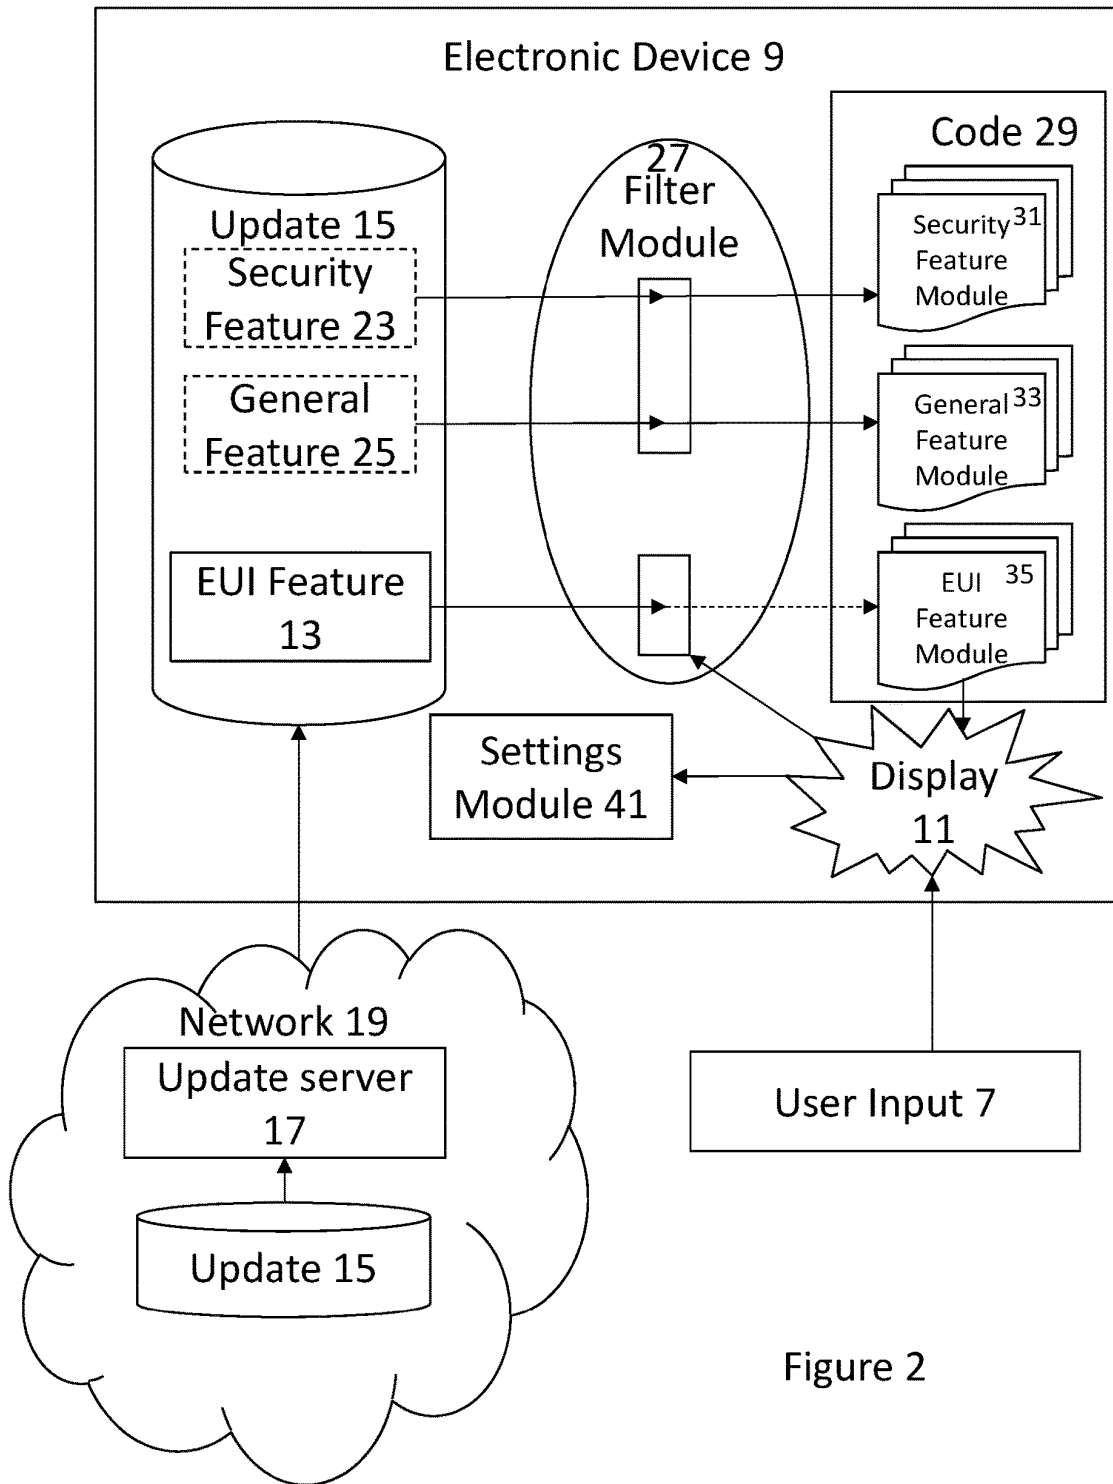 Electronic Device 9
Update 15
Security
Feature 23
General
Feature 25
EUI Feature
13
27
Filter
Module
Code 29
Security 31
Feature
Module
General 33
Feature
Module
EUI 35
Feature
Module
Settings
Module 41
Display
11
Network 19
Update server
17
Update 15
User Input 7
Figure 2